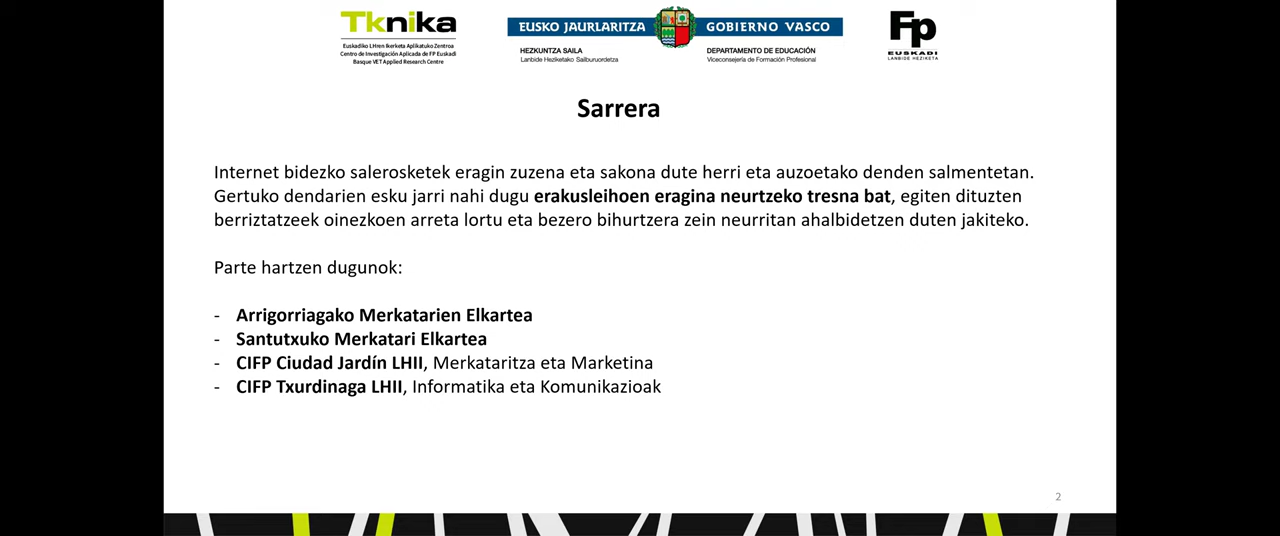 Tknika
Euskadiko LHren Ikerketa Aplikatuko Zentroa
Centro de Investigación Aplicada de FP Euskadi
Basque VET Applied Research Centre
EUSKO JAURLARITZA
GOBIERNO VASCO
HEZKUNTZA SAILA
Lanbide Heziketako Sailburuordetza
DEPARTAMENTO DE EDUCACIÓN
Viceconsejería de Formación Profesional
Fp
EUSKADI
LANBIDE HEZIKETA
Sarrera
Internet bidezko salerosketek eragin zuzena eta sakona dute herri eta auzoetako denden salmentetan.
Gertuko dendarien esku jarri nahi dugu erakusleihoen eragina neurtzeko tresna bat, egiten dituzten
berriztatzeek oinezkoen arreta lortu eta bezero bihurtzera zein neurritan ahalbidetzen duten jakiteko.
Parte hartzen dugunok:
- Arrigorriagako Merkatarien Elkartea
- Santutxuko Merkatari Elkartea
- CIFP Ciudad Jardín LHII, Merkataritza eta Marketina
- CIFP Txurdinaga LHII, Informatika eta Komunikazioak
2